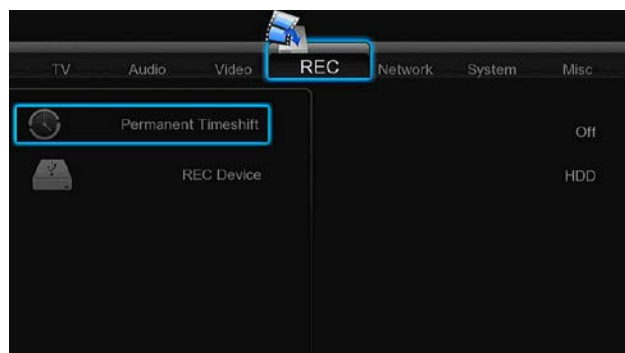 TV Audio Video REC Network System Misc
Permanent Timeshift Off
REC Device HDD